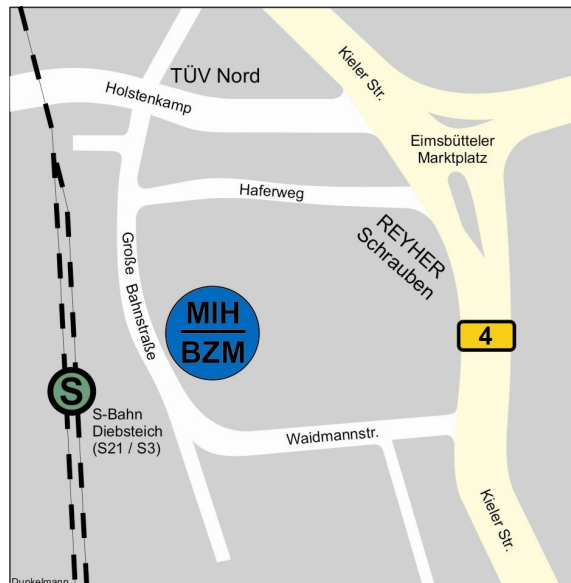 Kieler Str.
TÜV Nord
Holstenkamp
Eimsbütteler
Marktplatz
Haferweg
REYHER
Schrauben
Große Bahnstraße
MIH
BZM
4
S
S-Bahn
Diebsteich
(S21 / S3)
Waidmannstr.
Kieler Str.
Dunkelmann